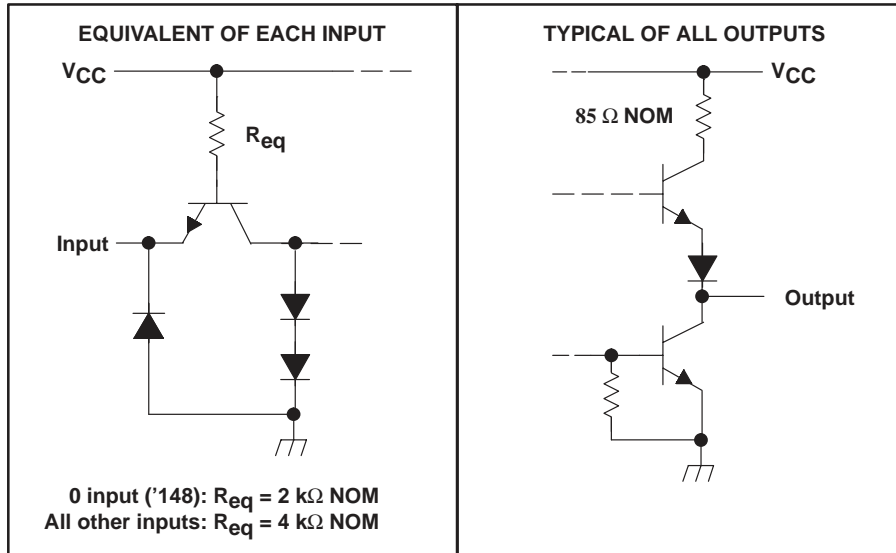 EQUIVALENT OF EACH INPUT
VCC
Req
Input
0 input ('148): Req = 2 kΩ NOM
All other inputs: Req = 4 kΩ NOM
TYPICAL OF ALL OUTPUTS
VCC
85 Ω NOM
Output